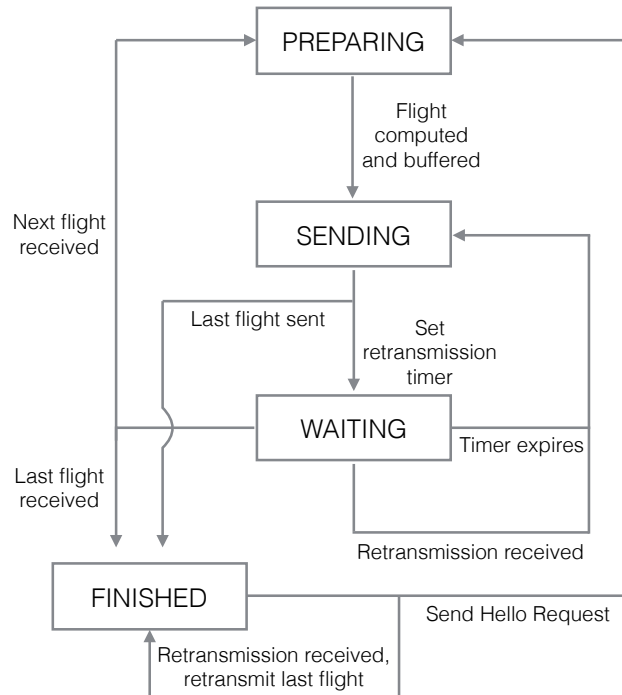 PREPARING
Flight
computed
and buffered
Next flight
received
SENDING
Last flight sent
Set
retransmission
timer
WAITING
Timer expires
Last flight
received
Retransmission received
FINISHED
Send Hello Request
Retransmission received,
retransmit last flight